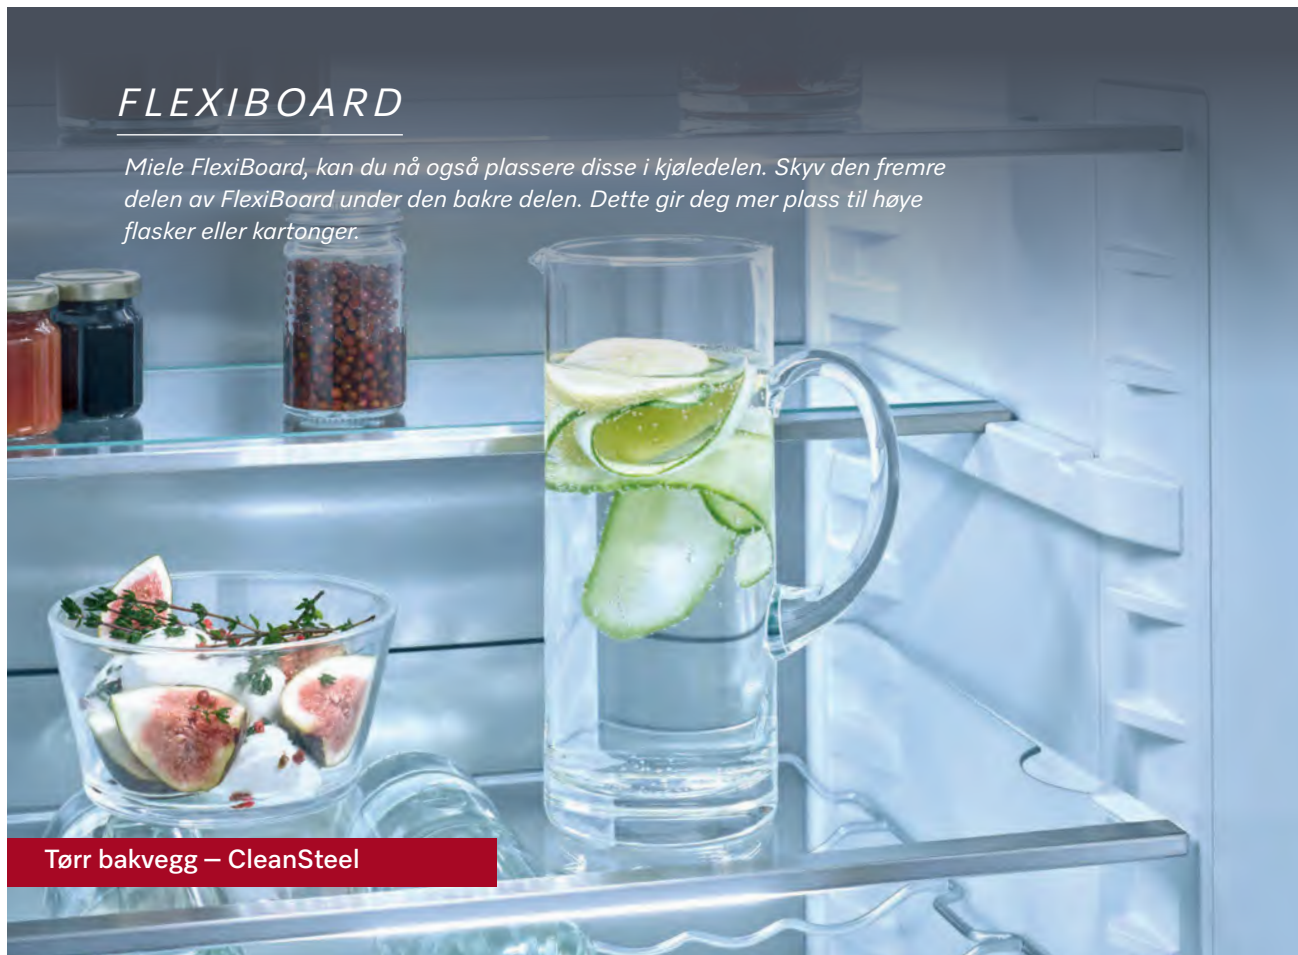 FLEXIBOARD
Miele FlexiBoard, kan du nå også plassere disse i kjøledelen. Skyv den fremre
delen av FlexiBoard under den bakre delen. Dette gir deg mer plass til høye
flasker eller kartonger.
Tørr bakvegg – CleanSteel